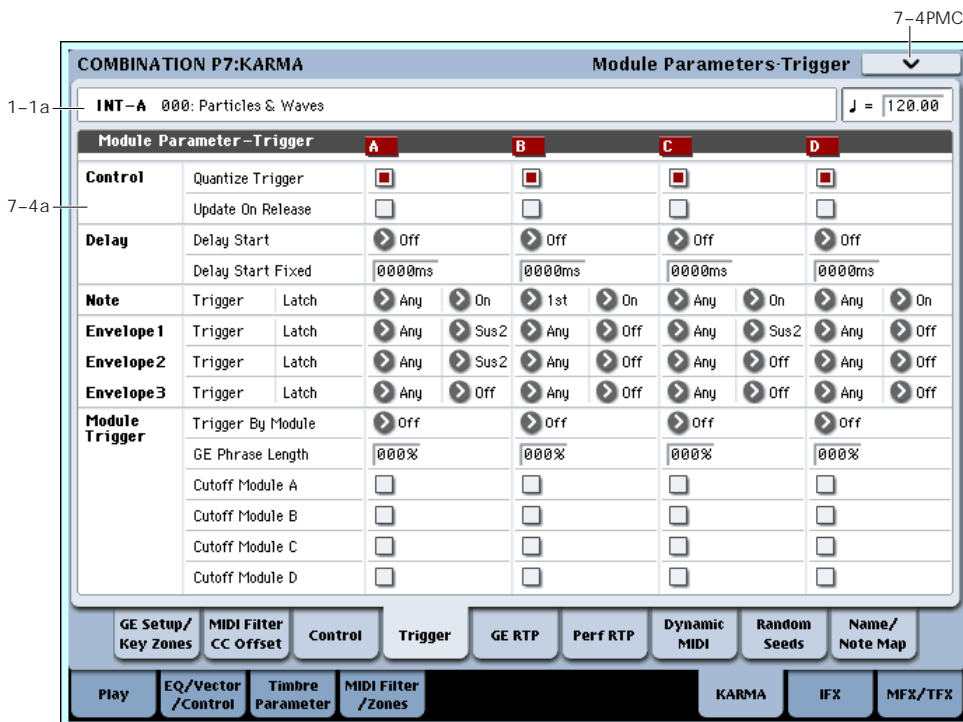 7-4PMC
COMBINATION P7:KARMA Module Parameters-Trigger
1-1a
INT-A 000: Particles & Waves ♩ = 120.00
Module Parameter-Trigger A B C D
7-4a
Control Quantize Trigger
Update On Release
Delay Delay Start Off Off Off Off
Delay Start Fixed 0000ms 0000ms 0000ms 0000ms
Note Trigger Latch Any On 1st On Any On Any On
Envelope1 Trigger Latch Any Sus2 Any Off Any Sus2 Any Off
Envelope2 Trigger Latch Any Sus2 Any Off Any Off Any Off
Envelope3 Trigger Latch Any Off Any Off Any Off Any Off
Module Trigger Trigger By Module Off Off Off Off
GE Phrase Length 000% 000% 000% 000%
Cutoff Module A
Cutoff Module B
Cutoff Module C
Cutoff Module D
GE Setup/ Key Zones MIDI Filter CC Offset Control Trigger GE RTP Perf RTP Dynamic MIDI Random Seeds Name/ Note Map
Play EQ/Vector /Control Timbre Parameter MIDI Filter /Zones KARMA IFX MFX/TFX